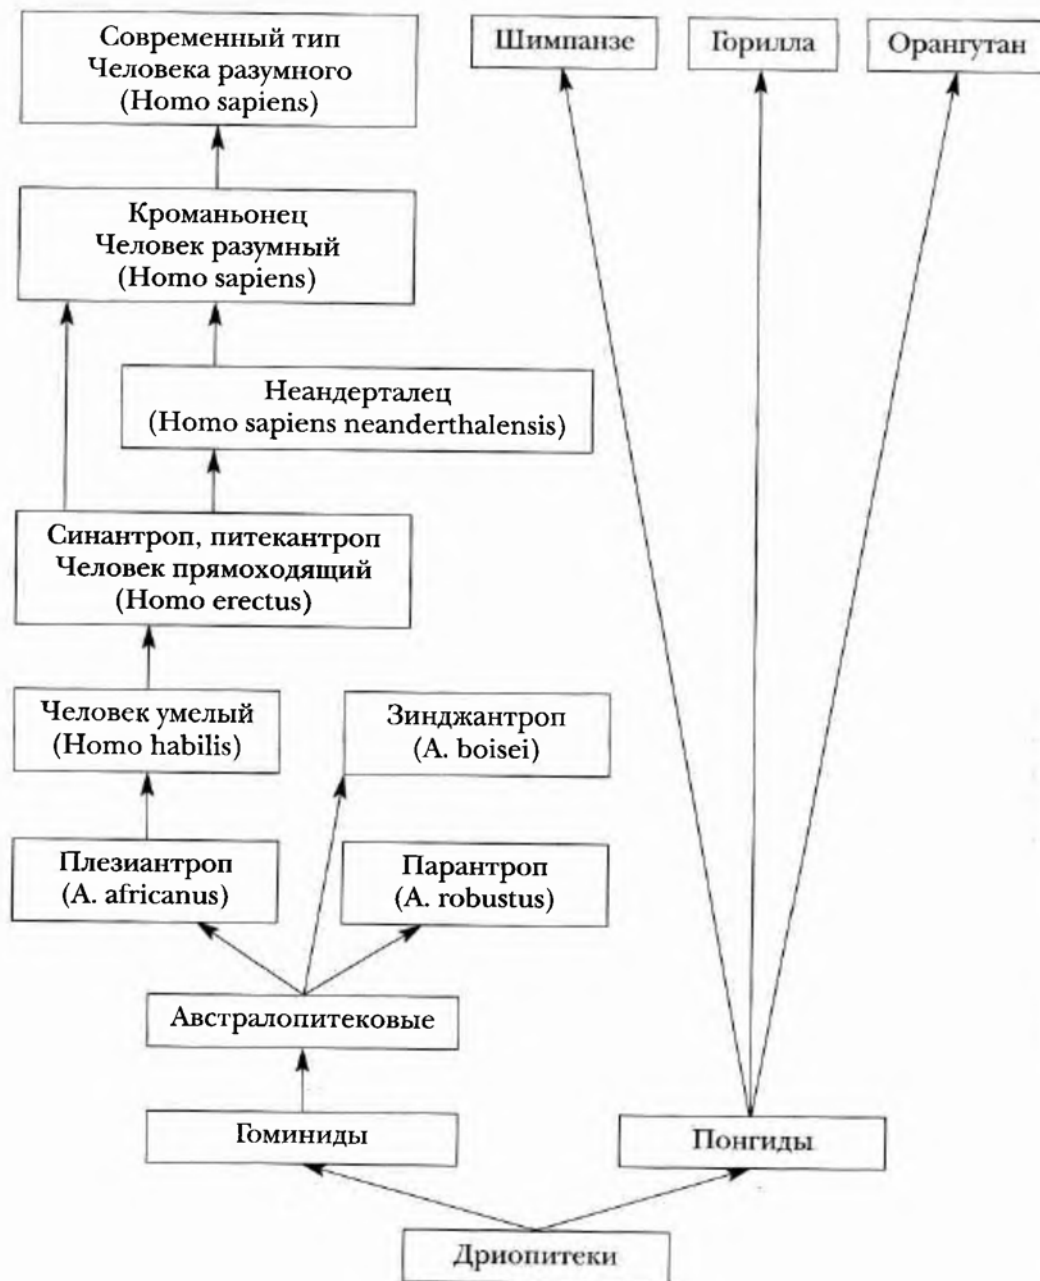 Современный тип
Человека разумного
(Homo sapiens)
Шимпанзе
Горилла
Орангутан
Кроманьонец
Человек разумный
(Homo sapiens)
Неандерталец
(Homo sapiens neanderthalensis)
Синантроп, питекантроп
Человек прямоходящий
(Homo erectus)
Человек умелый
(Homo habilis)
Зинджантроп
(A. boisei)
Плезиантроп
(A. africanus)
Парантроп
(A. robustus)
Австралопитековые
Гоминиды
Понгиды
Дриопитеки